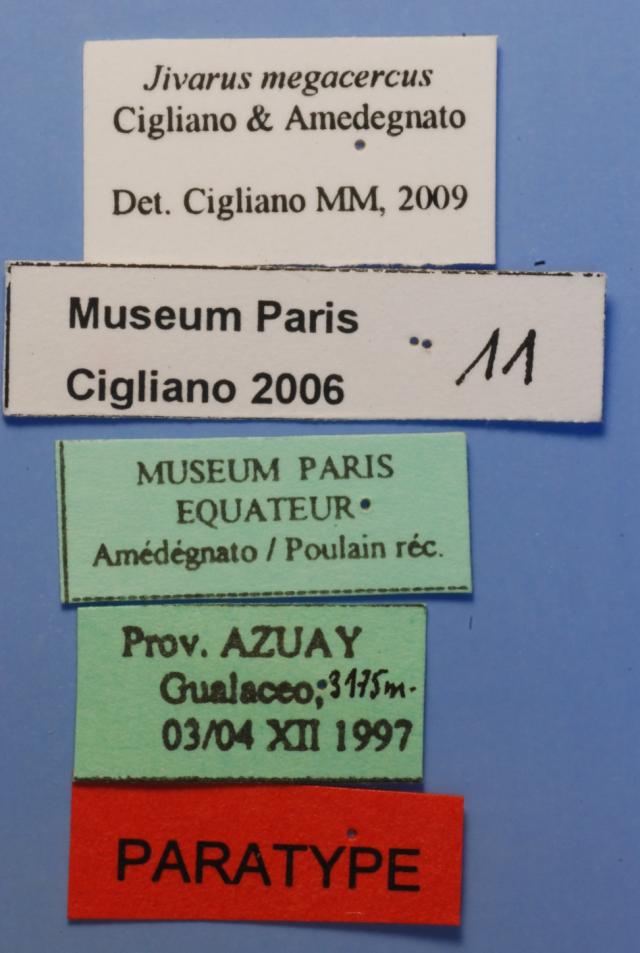 Jivarus megacercus
Cigliano & Amedegnato
Det. Cigliano MM, 2009
Museum Paris
Cigliano 2006
11
MUSEUM PARIS
EQUATEUR
Amédégnato / Poulain réc.
Prov. AZUAY
Gualaceo; 3175m.
03/04 XII 1997
PARATYPE